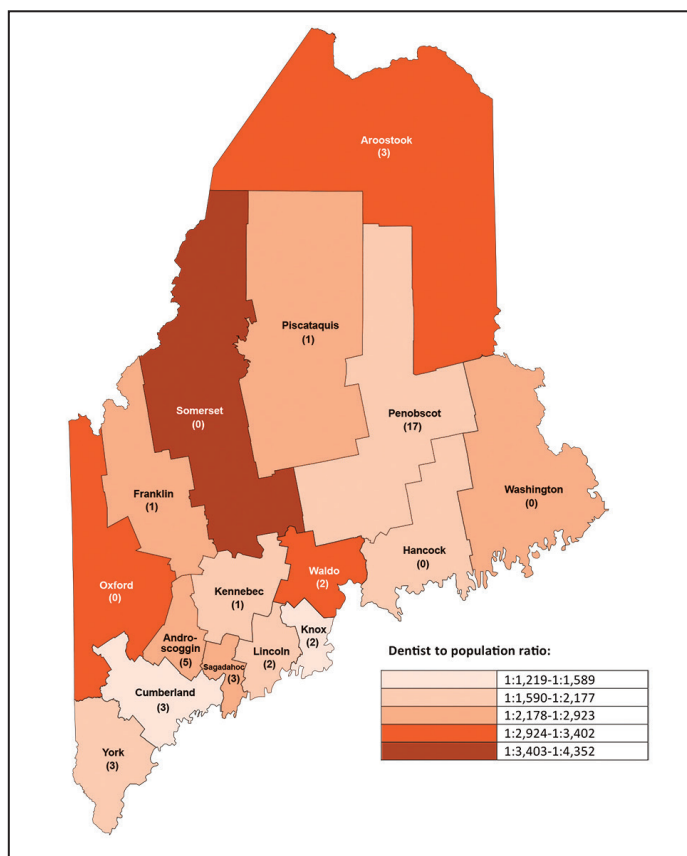 Aroostook
(3)
Piscataquis
(1)
Somerset
(0)
Penobscot
(17)
Franklin
(1)
Washington
(0)
Hancock
(0)
Oxford
(0)
Waldo
(2)
Kennebec
(1)
Knox
(2)
Andro-
scoggin
(5)
Lincoln
(2)
Sagadahoc
(3)
Cumberland
(3)
York
(3)
Dentist to population ratio:
1:1,219-1:1,589
1:1,590-1:2,177
1:2,178-1:2,923
1:2,924-1:3,402
1:3,403-1:4,352